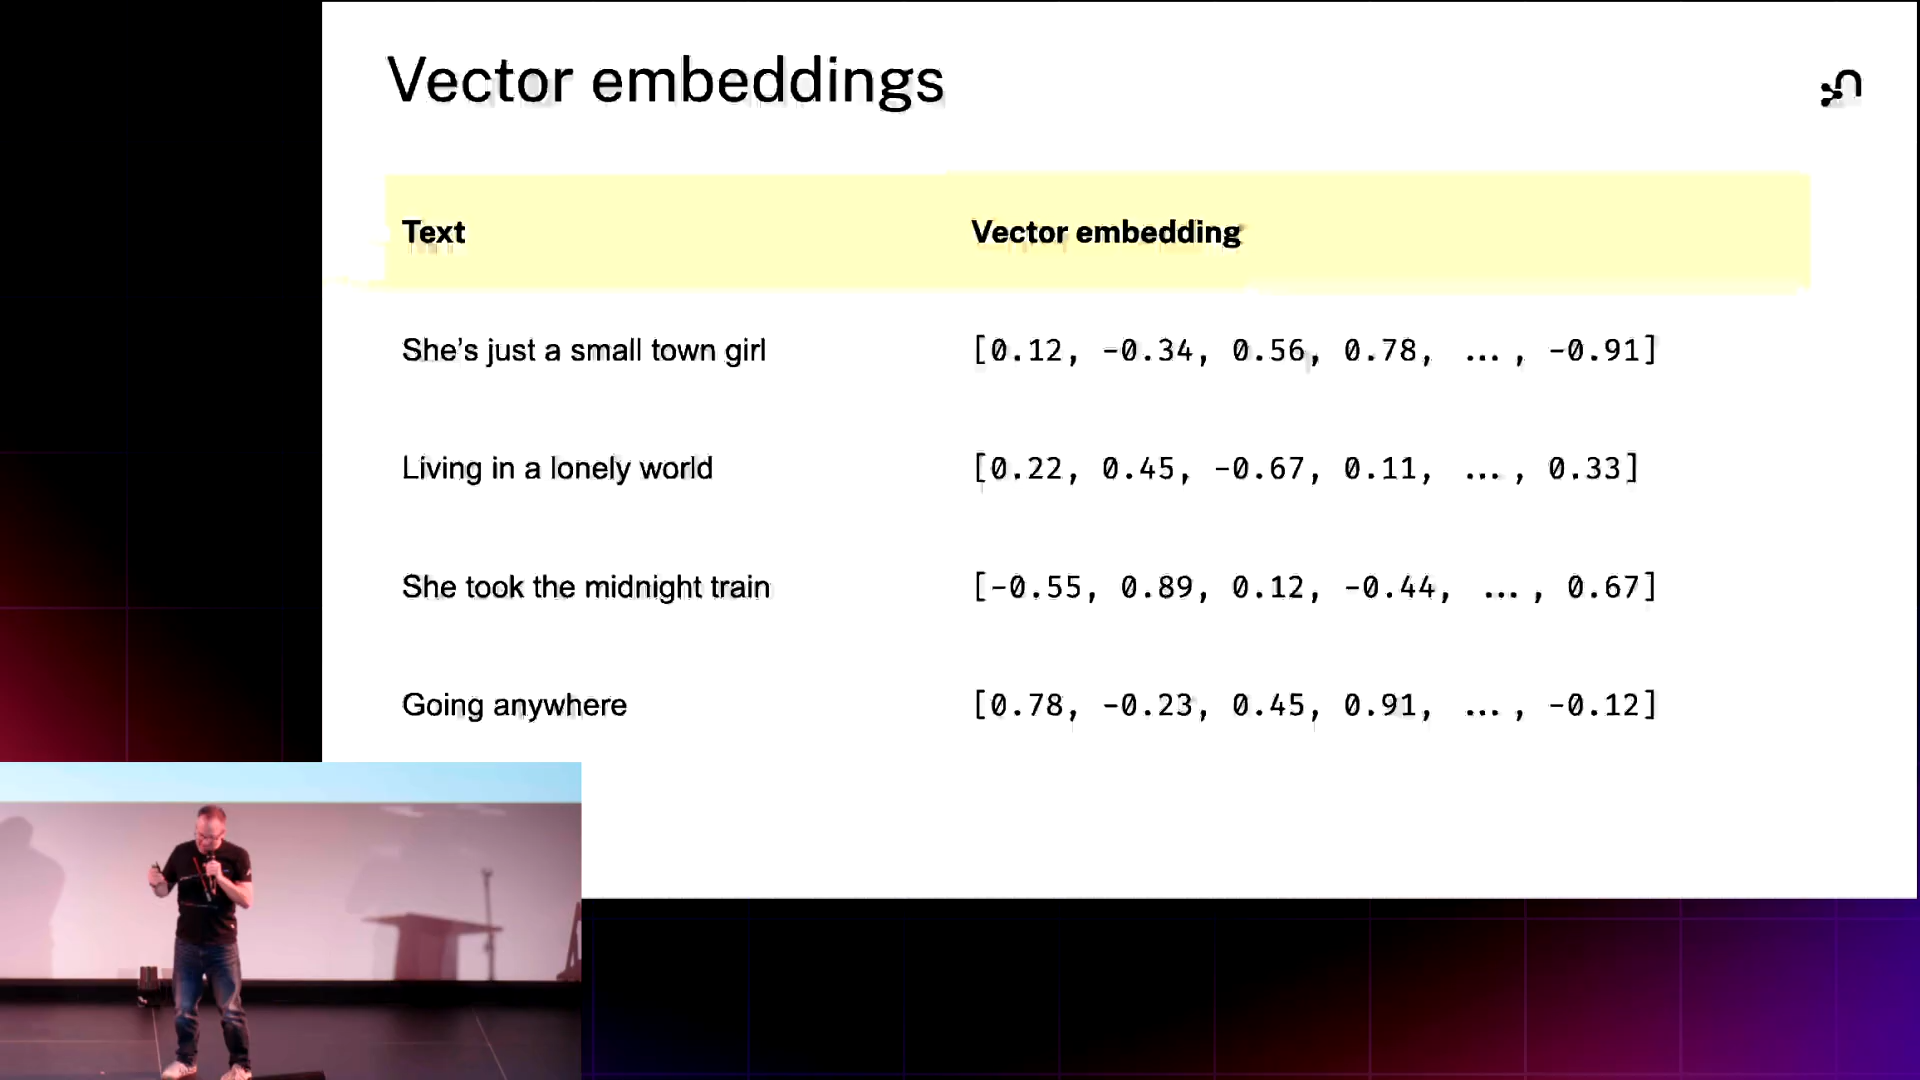 Vector embeddings
Text Vector embedding
She’s just a small town girl [0.12, -0.34, 0.56, 0.78, ... , -0.91]
Living in a lonely world [0.22, 0.45, -0.67, 0.11, ... , 0.33]
She took the midnight train [-0.55, 0.89, 0.12, -0.44, ... , 0.67]
Going anywhere [0.78, -0.23, 0.45, 0.91, ... , -0.12]